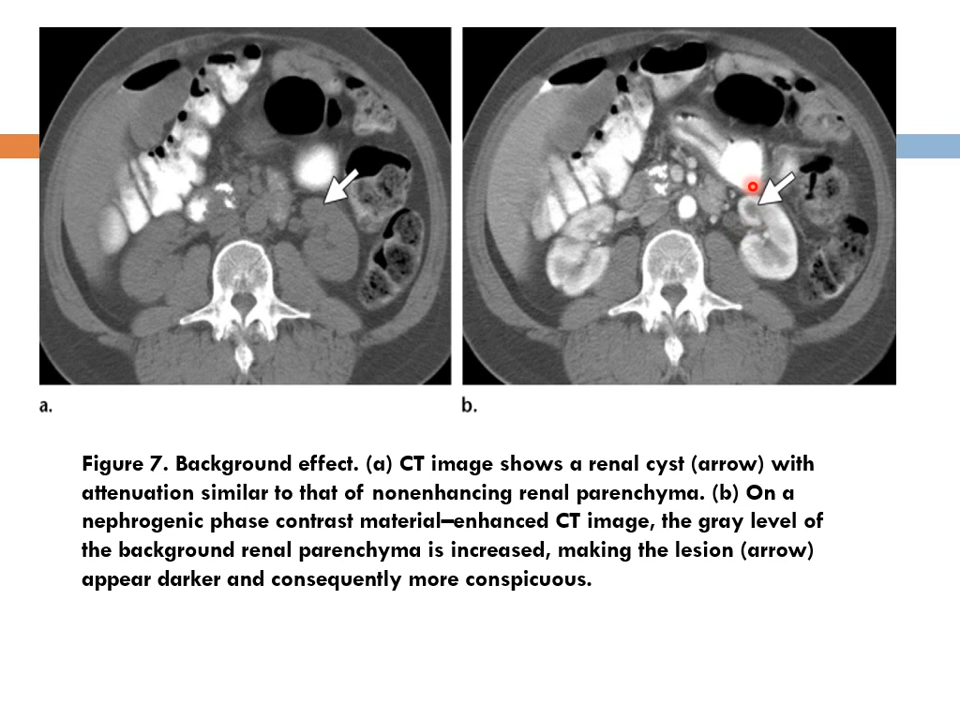 a.
b.
Figure 7. Background effect. (a) CT image shows a renal cyst (arrow) with
attenuation similar to that of nonenhancing renal parenchyma. (b) On a
nephrogenic phase contrast material–enhanced CT image, the gray level of
the background renal parenchyma is increased, making the lesion (arrow)
appear darker and consequently more conspicuous.